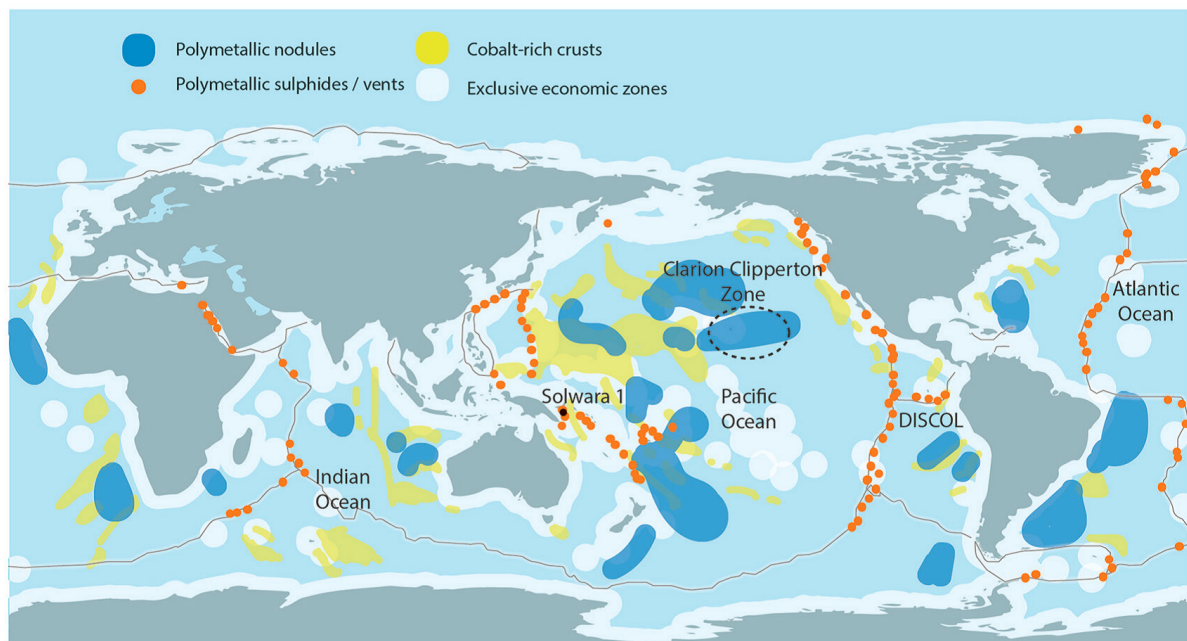 Polymetallic nodules
Cobalt-rich crusts
Polymetallic sulphides / vents
Exclusive economic zones
Clarion Clipperton
Zone
Atlantic
Ocean
Solwara 1
Pacific
Ocean
DISCOL
Indian
Ocean